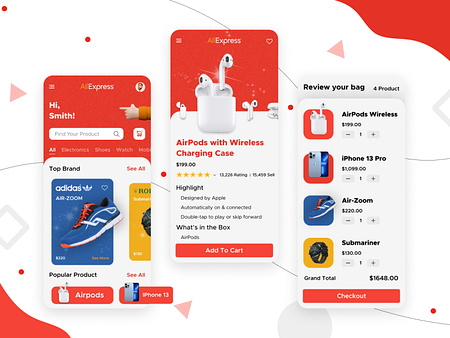 AliExpress
Hi,
Smith!
Find Your Product
All Electronics Shoes Watch Mobi
Top Brand See All
adidas
AIR-ZOOM
$220 See More
ROL
Submarin
$130
Popular Product See All
Airpods
iPhone 13
AliExpress
AirPods with Wireless
Charging Case
$199.00
13,226 Rating 15,459 Sell
Highlight
Designed by Apple
Automatically on & connected
Double-tap to play or skip forward
What's in the Box
AirPods
Add To Cart
Review your bag 4 Product
AirPods Wireless
$199.00
- 1 +
iPhone 13 Pro
$1,099.00
- 1 +
Air-Zoom
$220.00
- 1 +
Submariner
$130.00
- 1 +
Grand Total $1648.00
Checkout